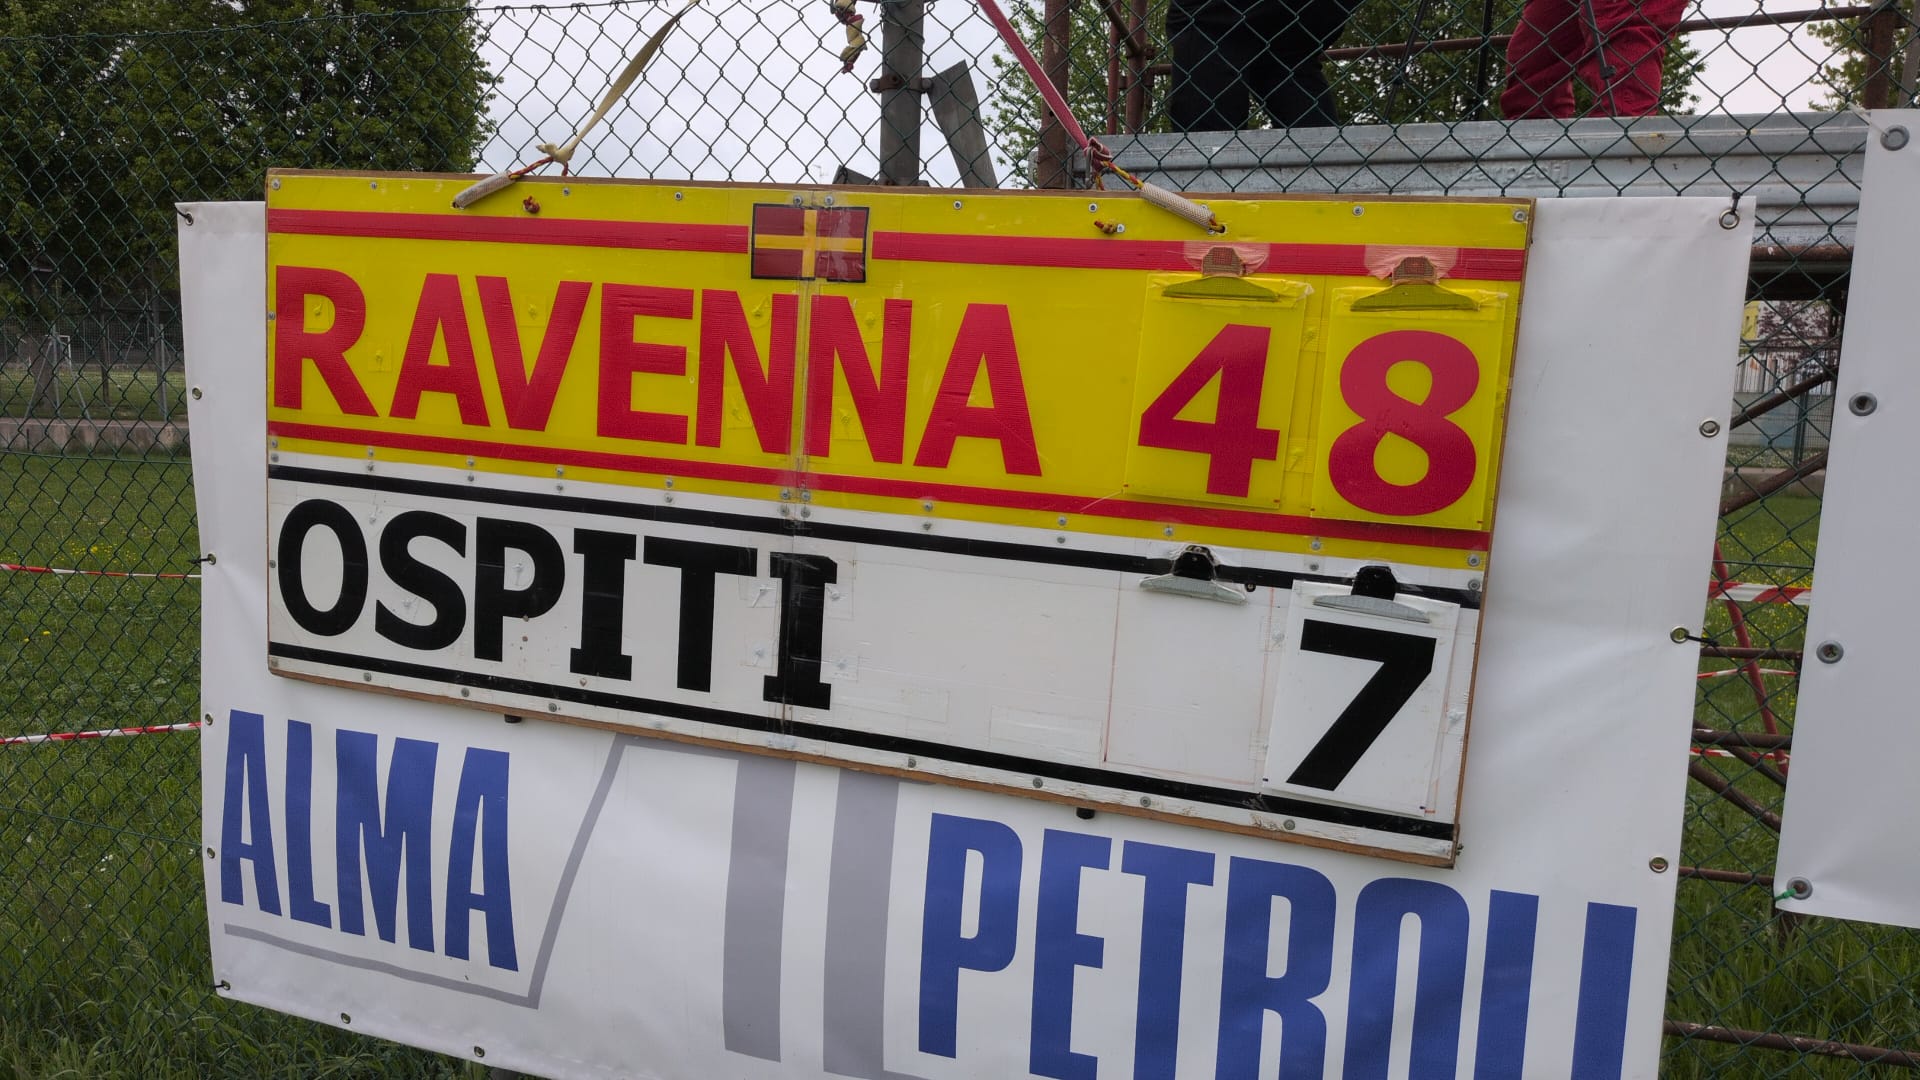 RAVENNA 48
OSPITI 7
ALMA PETROLI